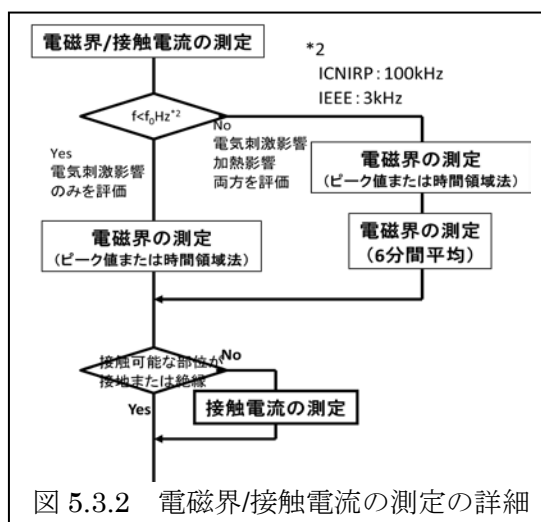 電磁界/接触電流の測定
*2
ICNIRP：100kHz
IEEE：3kHz
f<f₀Hz*2
Yes
電気刺激影響
のみを評価
No
電気刺激影響
加熱影響
両方を評価
電磁界の測定
(ピーク値または時間領域法)
電磁界の測定
(6分間平均)
電磁界の測定
(ピーク値または時間領域法)
接触可能な部位が
接地または絶縁
No
Yes
接触電流の測定
図 5.3.2　電磁界/接触電流の測定の詳細